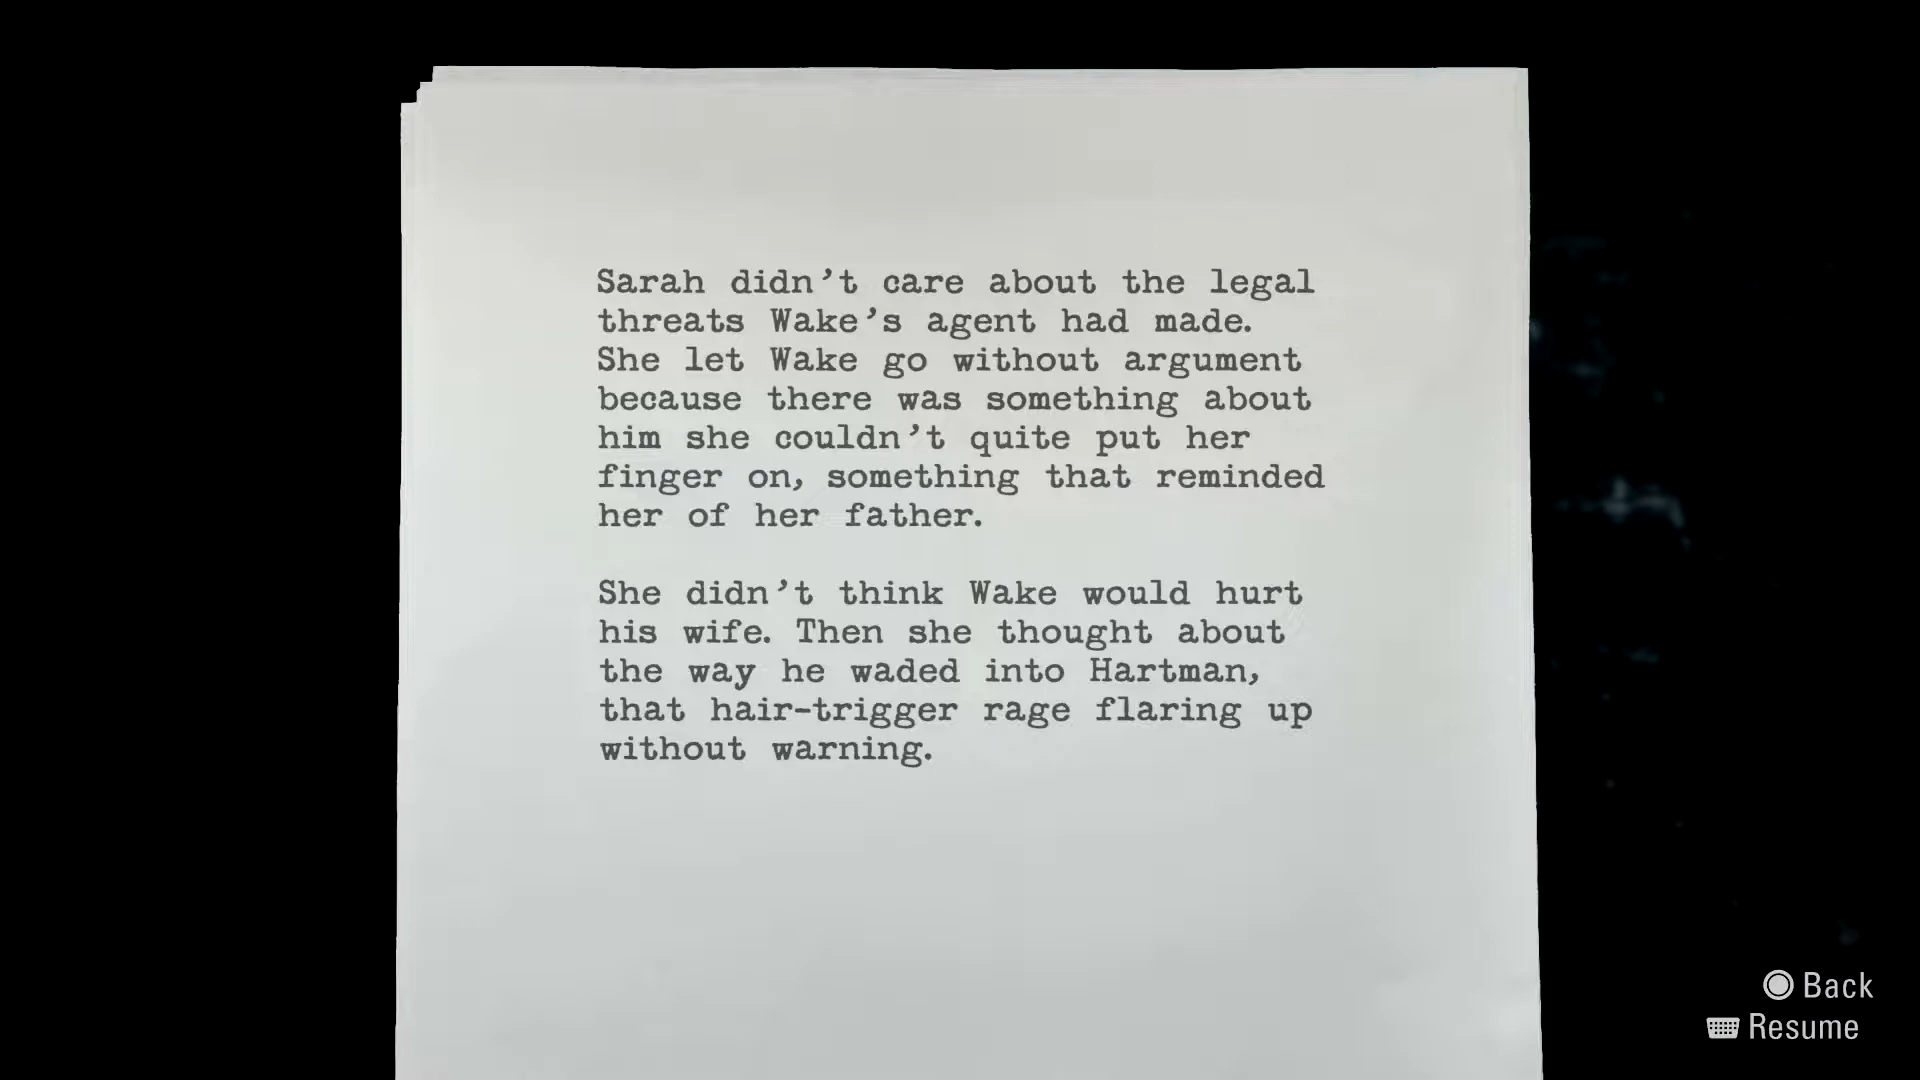 Sarah didn’t care about the legal
threats Wake’s agent had made.
She let Wake go without argument
because there was something about
him she couldn’t quite put her
finger on, something that reminded
her of her father.
She didn’t think Wake would hurt
his wife. Then she thought about
the way he waded into Hartman,
that hair-trigger rage flaring up
without warning.
Back
Resume